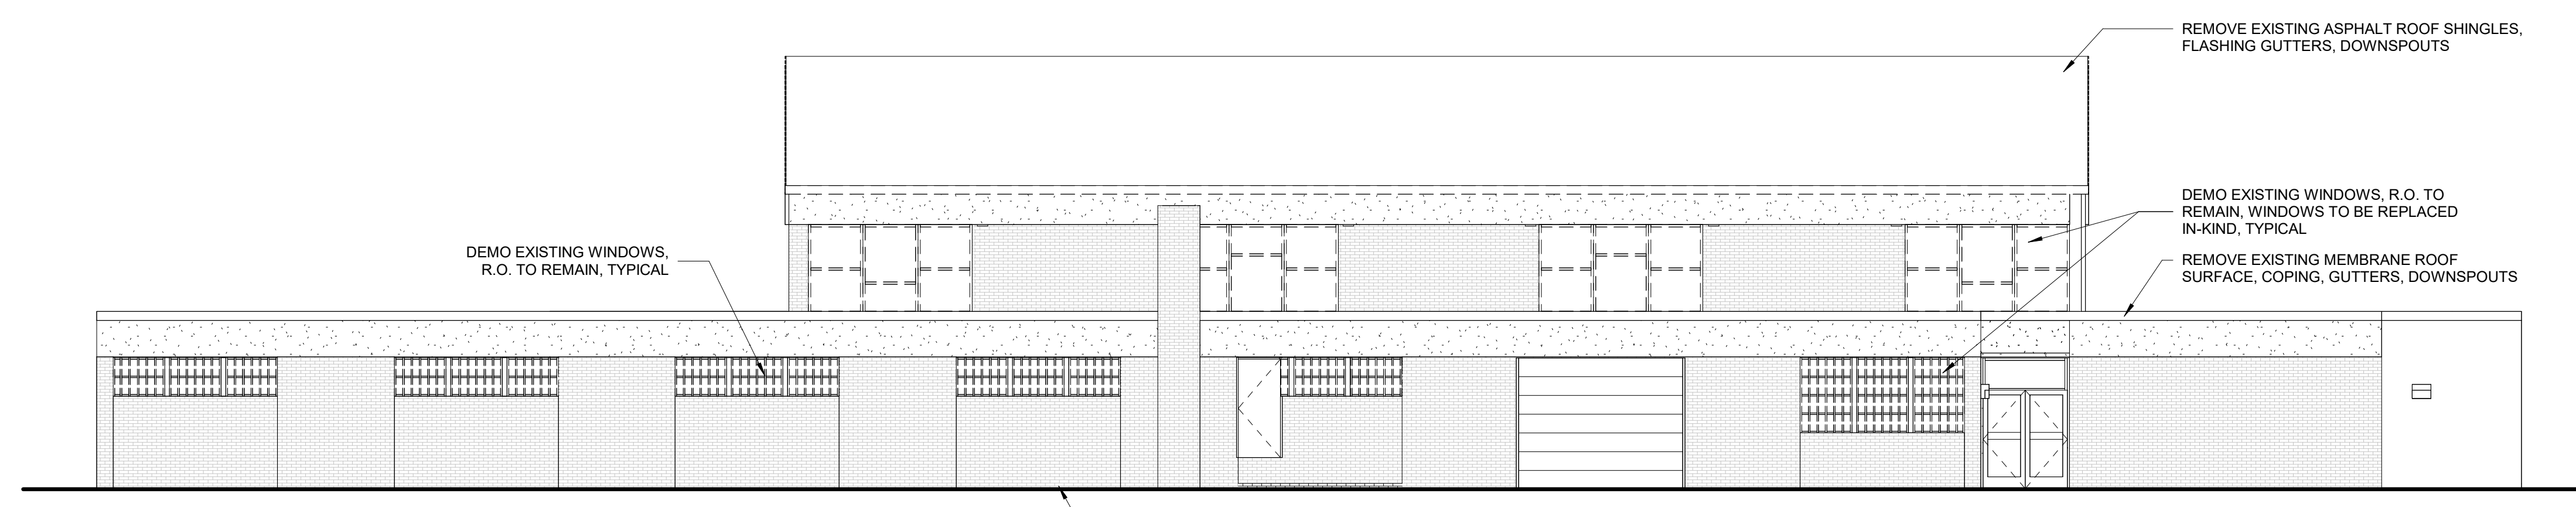 REMOVE EXISTING ASPHALT ROOF SHINGLES,
FLASHING GUTTERS, DOWNSPOUTS
DEMO EXISTING WINDOWS, R.O. TO
REMAIN, WINDOWS TO BE REPLACED
IN-KIND, TYPICAL
DEMO EXISTING WINDOWS,
R.O. TO REMAIN, TYPICAL
REMOVE EXISTING MEMBRANE ROOF
SURFACE, COPING, GUTTERS, DOWNSPOUTS